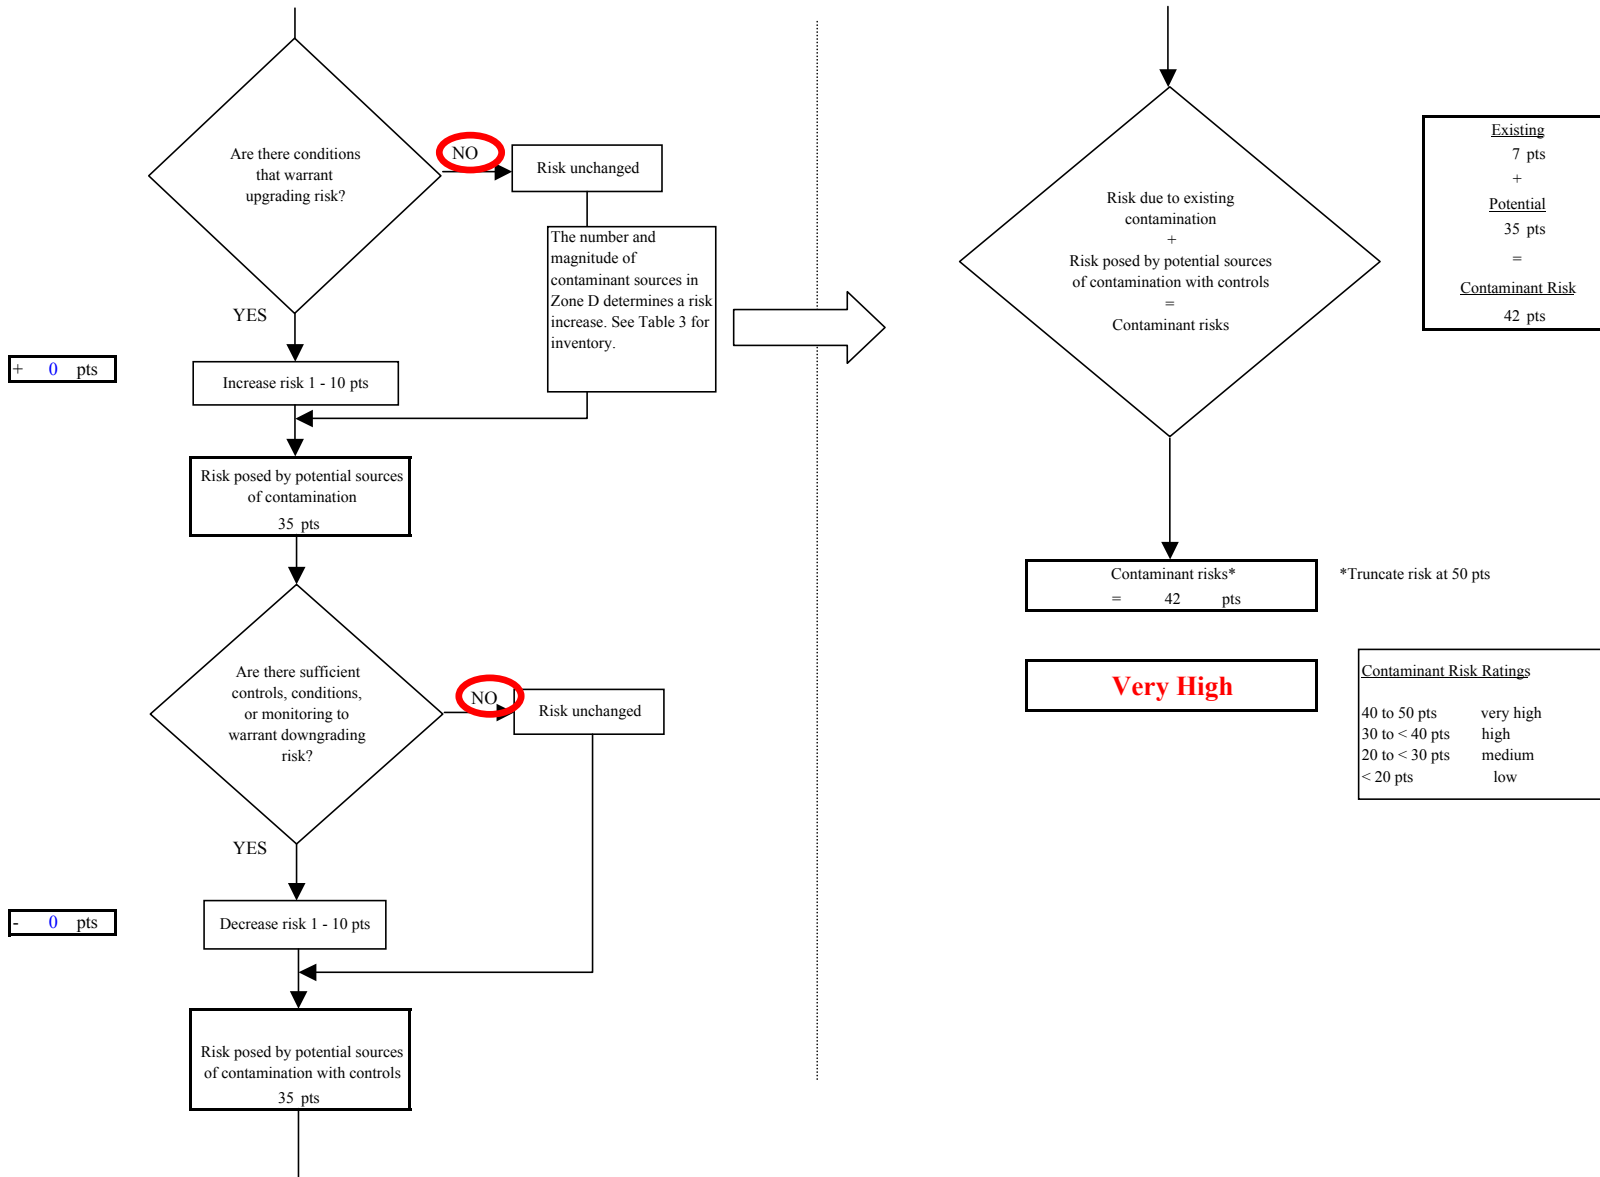 Are there conditions
that warrant
upgrading risk?
NO
Risk unchanged
The number and
magnitude of
contaminant sources in
Zone D determines a risk
increase. See Table 3 for
inventory.
YES
+ 0 pts
Increase risk 1 - 10 pts
Risk posed by potential sources
of contamination
35 pts
Are there sufficient
controls, conditions,
or monitoring to
warrant downgrading
risk?
NO
Risk unchanged
YES
- 0 pts
Decrease risk 1 - 10 pts
Risk posed by potential sources
of contamination with controls
35 pts
Risk due to existing
contamination
+
Risk posed by potential sources
of contamination with controls
=
Contaminant risks
Existing
7 pts
+
Potential
35 pts
=
Contaminant Risk
42 pts
Contaminant risks*
= 42 pts
*Truncate risk at 50 pts
Very High
Contaminant Risk Ratings
40 to 50 pts very high
30 to < 40 pts high
20 to < 30 pts medium
< 20 pts low